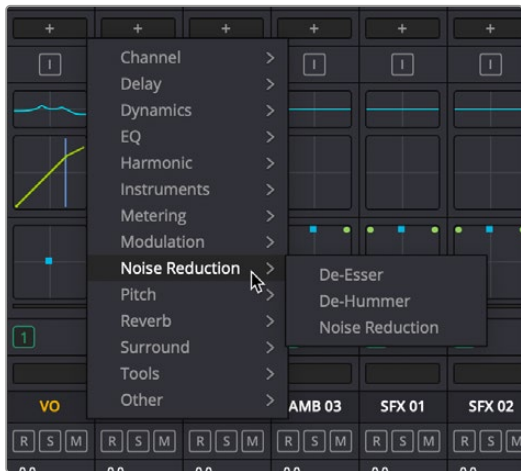 + + + + + +
I I I I
Channel >
Delay >
Dynamics >
EQ >
Harmonic >
Instruments >
Metering >
Modulation >
Noise Reduction >
De-Esser
De-Hummer
Noise Reduction
Pitch >
Reverb >
Surround >
Tools >
Other >
1
VO AMB 03 SFX 01 SFX 02
R S M R S M R S M R S M R S M R S M